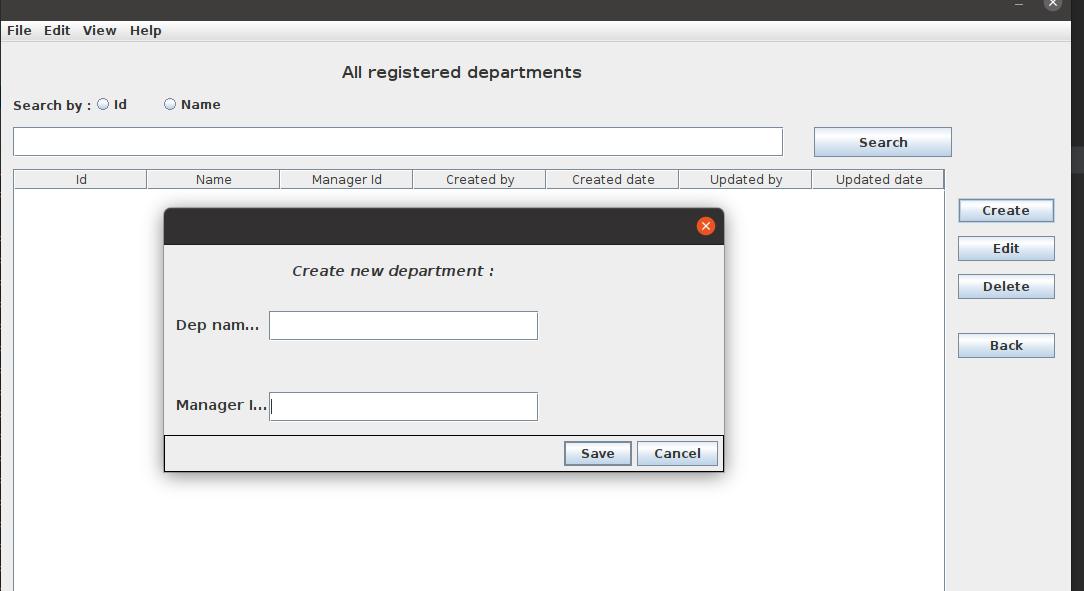 File Edit View Help
All registered departments
Search by : Id Name
Search
Id Name Manager Id Created by Created date Updated by Updated date
Create
Edit
Delete
Back
Create new department :
Dep nam...
Manager I...
Save Cancel